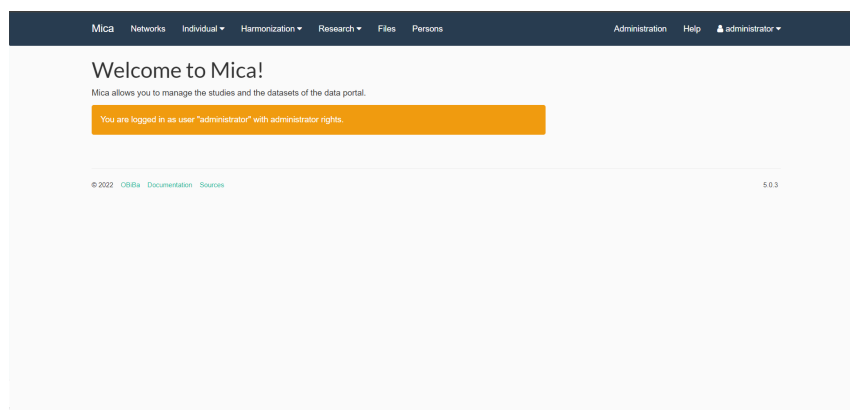 Mica Networks Individual Harmonization Research Files Persons Administration Help administrator
Welcome to Mica!
Mica allows you to manage the studies and the datasets of the data portal.
You are logged in as user "administrator" with administrator rights.
© 2022 OBiBa Documentation Sources 5.0.3